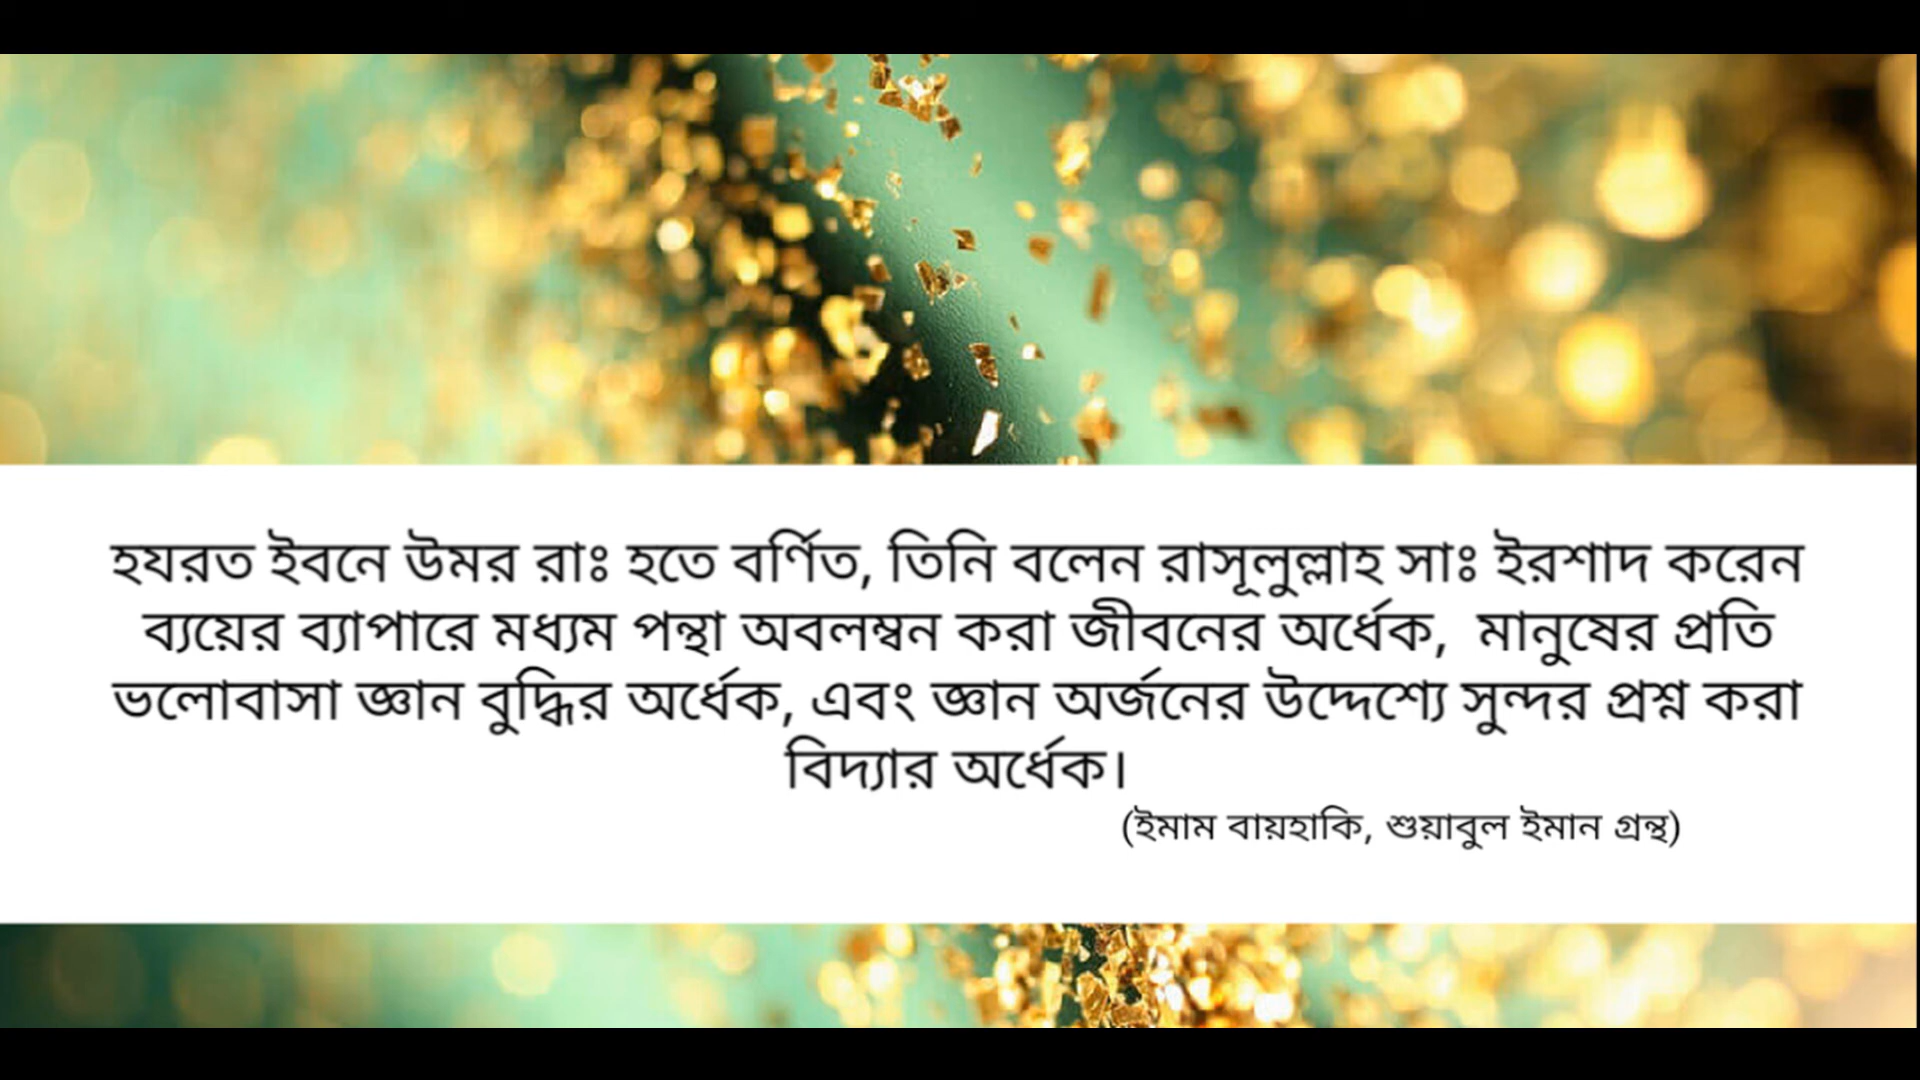 হযরত ইবনে উমর রাঃ হতে বর্ণিত, তিনি বলেন রাসূলুল্লাহ সাঃ ইরশাদ করেন
ব্যয়ের ব্যাপারে মধ্যম পন্থা অবলম্বন করা জীবনের অর্ধেক, মানুষের প্রতি
ভলোবাসা জ্ঞান বুদ্ধির অর্ধেক, এবং জ্ঞান অর্জনের উদ্দেশ্যে সুন্দর প্রশ্ন করা
বিদ্যার অর্ধেক।
(ইমাম বায়হাকি, শুয়াবুল ইমান গ্রন্থ)